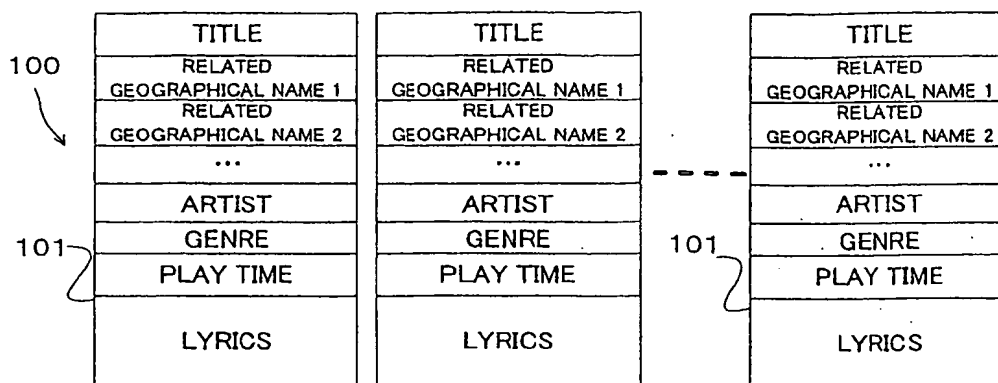 100
TITLE
RELATED
GEOGRAPHICAL NAME 1
RELATED
GEOGRAPHICAL NAME 2
...
ARTIST
GENRE
101
PLAY TIME
LYRICS
TITLE
RELATED
GEOGRAPHICAL NAME 1
RELATED
GEOGRAPHICAL NAME 2
...
ARTIST
GENRE
PLAY TIME
LYRICS
TITLE
RELATED
GEOGRAPHICAL NAME 1
RELATED
GEOGRAPHICAL NAME 2
...
ARTIST
101
GENRE
PLAY TIME
LYRICS